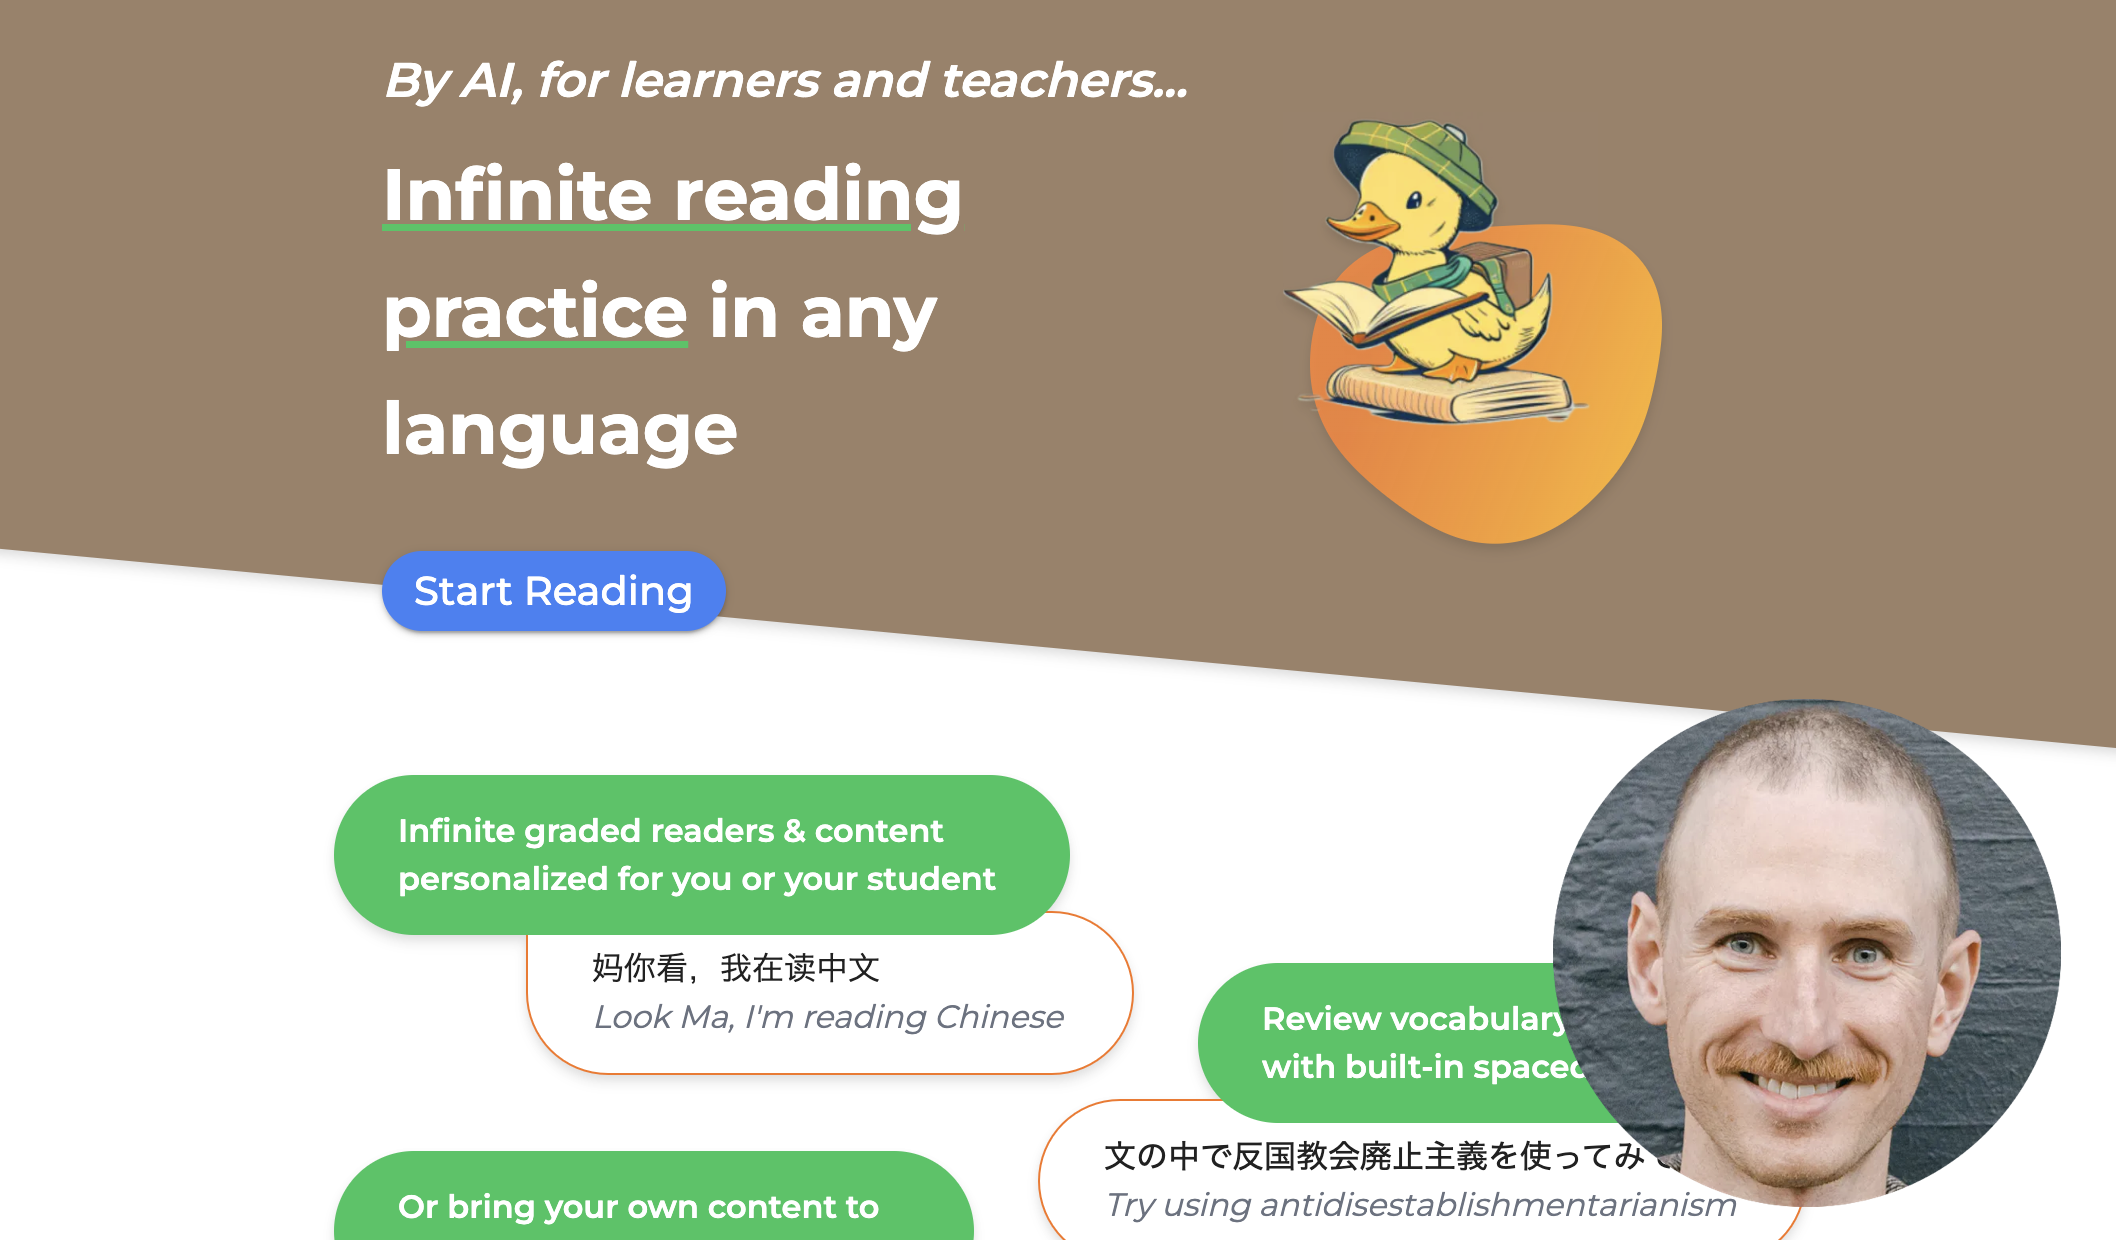 By AI, for learners and teachers...
Infinite reading
practice in any
language
Start Reading
Infinite graded readers & content
personalized for you or your student
妈你看，我在读中文
Look Ma, I'm reading Chinese
Review vocabulary
with built-in spaced
文の中で反国教会廃止主義を使ってみ
Try using antidisestablishmentarianism
Or bring your own content to